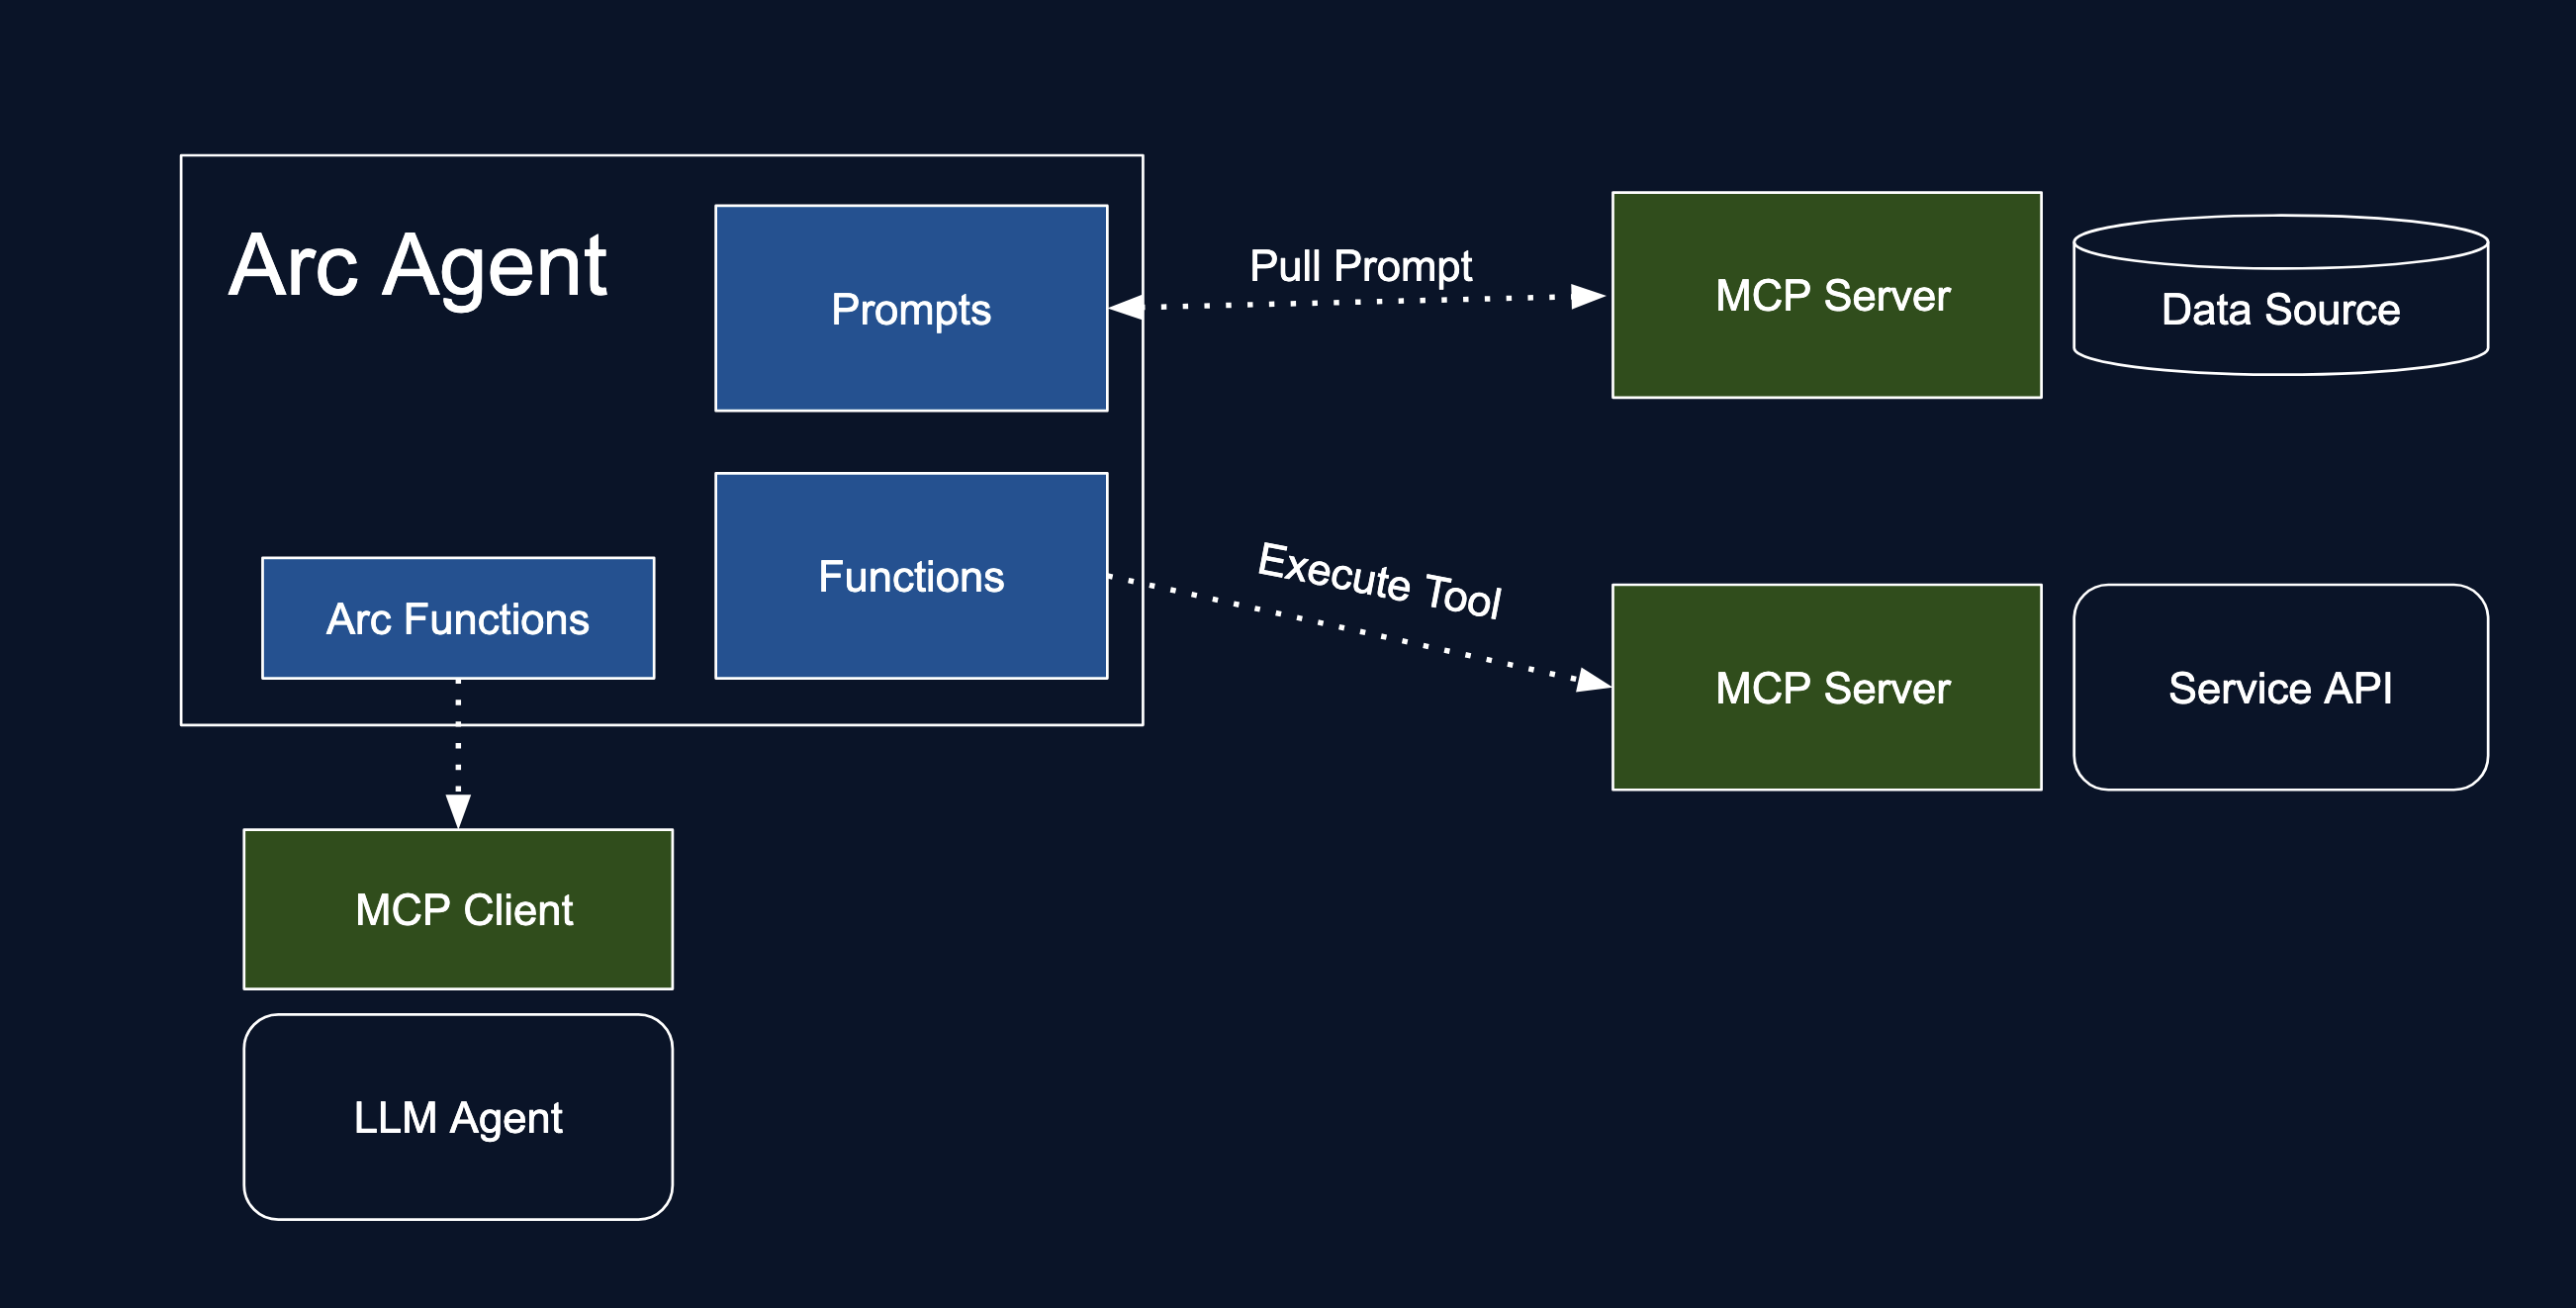 Arc Agent
Prompts
Pull Prompt
MCP Server
Data Source
Functions
Arc Functions
Execute Tool
MCP Server
Service API
MCP Client
LLM Agent